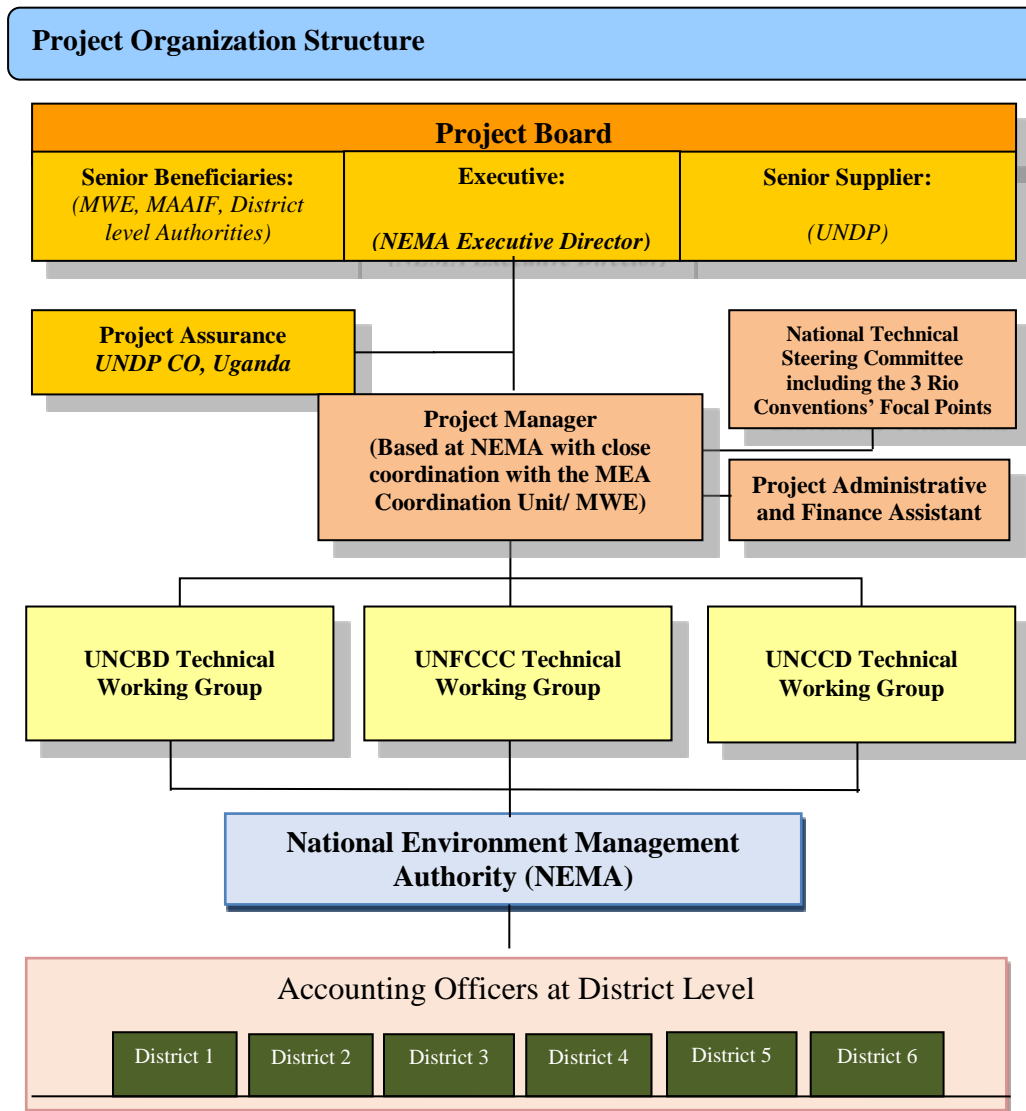 Project Organization Structure
Project Board
Senior Beneficiaries:
(MWE, MAAIF, District
level Authorities)
Executive:
(NEMA Executive Director)
Senior Supplier:
(UNDP)
Project Assurance
UNDP CO, Uganda
National Technical
Steering Committee
including the 3 Rio
Conventions’ Focal Points
Project Manager
(Based at NEMA with close
coordination with the MEA
Coordination Unit/ MWE)
Project Administrative
and Finance Assistant
UNCBD Technical
Working Group
UNFCCC Technical
Working Group
UNCCD Technical
Working Group
National Environment Management
Authority (NEMA)
Accounting Officers at District Level
District 1
District 2
District 3
District 4
District 5
District 6